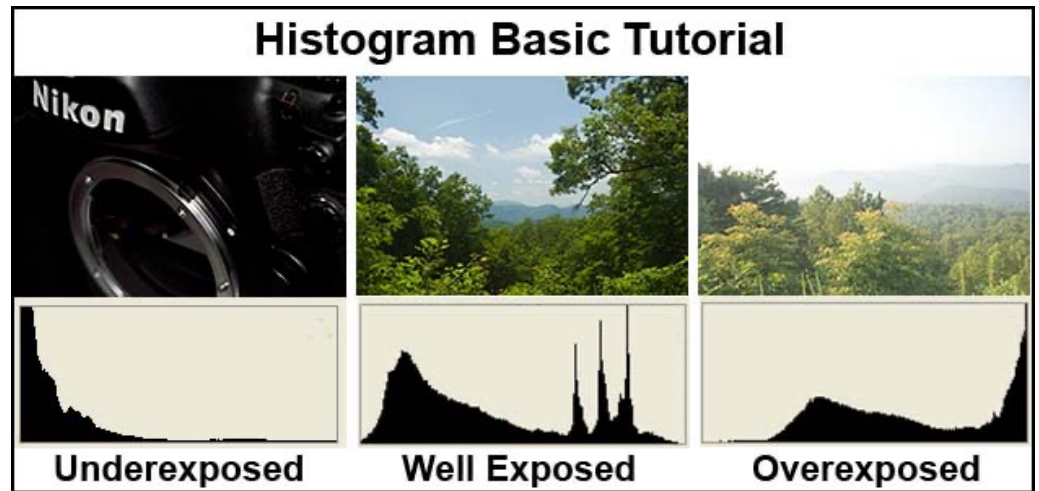 Histogram Basic Tutorial
Nikon
Underexposed
Well Exposed
Overexposed